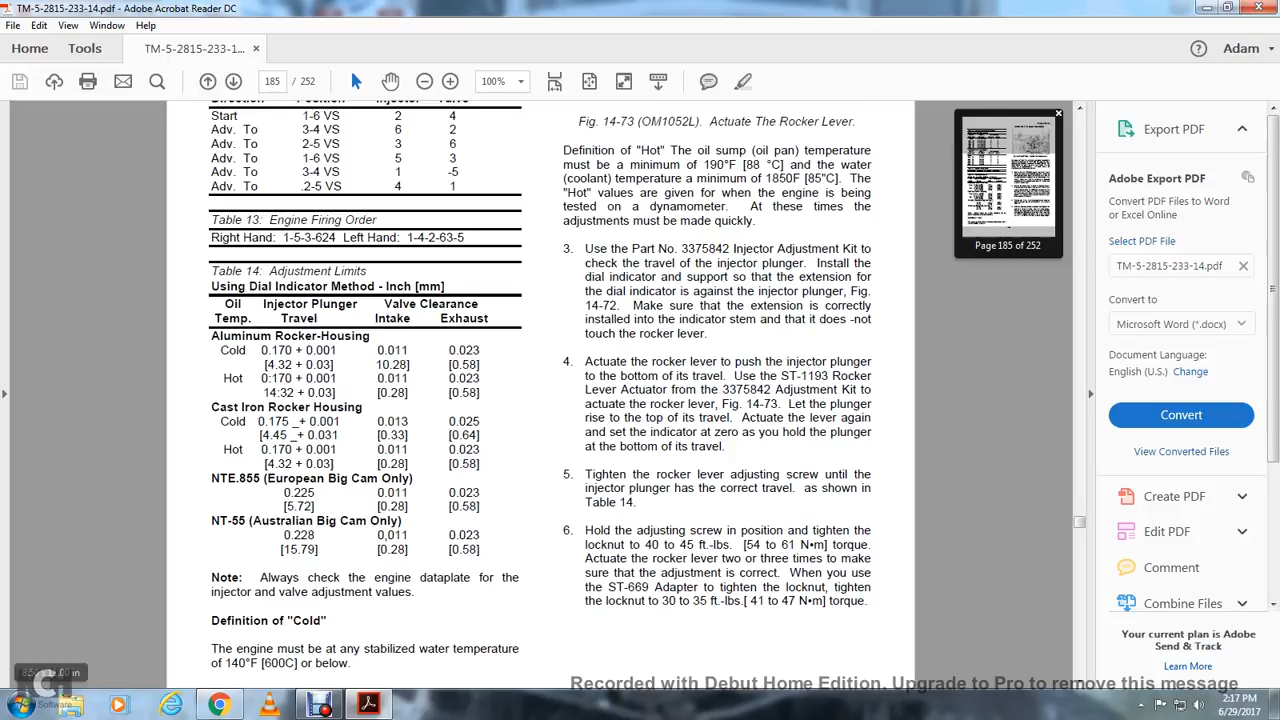 TM-5-2815-233-14.pdf - Adobe Acrobat Reader DC
File Edit View Window Help
Home Tools TM-5-2815-233-1... × Adam
185 / 252 100%
Direction Position Injector Valve
Start 1-6 VS 2 4
Adv. To 3-4 VS 6 2
Adv. To 2-5 VS 3 6
Adv. To 1-6 VS 5 3
Adv. To 3-4 VS 1 -5
Adv. To .2-5 VS 4 1
Table 13: Engine Firing Order
Right Hand: 1-5-3-624 Left Hand: 1-4-2-63-5
Table 14: Adjustment Limits
Using Dial Indicator Method - Inch [mm]
Oil Injector Plunger Valve Clearance
Temp. Travel Intake Exhaust
Aluminum Rocker-Housing
Cold 0.170 + 0.001 0.011 0.023
[4.32 + 0.03] 10.28] [0.58]
Hot 0:170 + 0.001 0.011 0.023
14:32 + 0.03] [0.28] [0.58]
Cast Iron Rocker Housing
Cold 0.175 _+ 0.001 0.013 0.025
[4.45 _+ 0.031 [0.33] [0.64]
Hot 0.170 + 0.001 0.011 0.023
[4.32 + 0.03] [0.28] [0.58]
NTE.855 (European Big Cam Only)
0.225 0.011 0.023
[5.72] [0.28] [0.58]
NT-55 (Australian Big Cam Only)
0.228 0,011 0.023
[15.79] [0.28] [0.58]
Note: Always check the engine dataplate for the
injector and valve adjustment values.
Definition of "Cold"
The engine must be at any stabilized water temperature
of 140°F [600C] or below.
Fig. 14-73 (OM1052L). Actuate The Rocker Lever.
Definition of "Hot" The oil sump (oil pan) temperature
must be a minimum of 190°F [88 °C] and the water
(coolant) temperature a minimum of 1850F [85"C]. The
"Hot" values are given for when the engine is being
tested on a dynamometer. At these times the
adjustments must be made quickly.
3. Use the Part No. 3375842 Injector Adjustment Kit to
check the travel of the injector plunger. Install the
dial indicator and support so that the extension for
the dial indicator is against the injector plunger, Fig.
14-72. Make sure that the extension is correctly
installed into the indicator stem and that it does -not
touch the rocker lever.
4. Actuate the rocker lever to push the injector plunger
to the bottom of its travel. Use the ST-1193 Rocker
Lever Actuator from the 3375842 Adjustment Kit to
actuate the rocker lever, Fig. 14-73. Let the plunger
rise to the top of its travel. Actuate the lever again
and set the indicator at zero as you hold the plunger
at the bottom of its travel.
5. Tighten the rocker lever adjusting screw until the
injector plunger has the correct travel. as shown in
Table 14.
6. Hold the adjusting screw in position and tighten the
locknut to 40 to 45 ft.-lbs. [54 to 61 N•m] torque.
Actuate the rocker lever two or three times to make
sure that the adjustment is correct. When you use
the ST-669 Adapter to tighten the locknut, tighten
the locknut to 30 to 35 ft.-lbs.[ 41 to 47 N•m] torque.
Page 185 of 252
Export PDF
Adobe Export PDF
Convert PDF Files to Word
or Excel Online
Select PDF File
TM-5-2815-233-14.pdf
Convert to
Microsoft Word (*.docx)
Document Language:
English (U.S.) Change
Convert
View Converted Files
Create PDF
Edit PDF
Comment
Combine Files
Your current plan is Adobe
Send & Track
Learn More
Recorded with Debut Home Edition. Upgrade to Pro to remove this message
Software
2:17 PM
6/29/2017